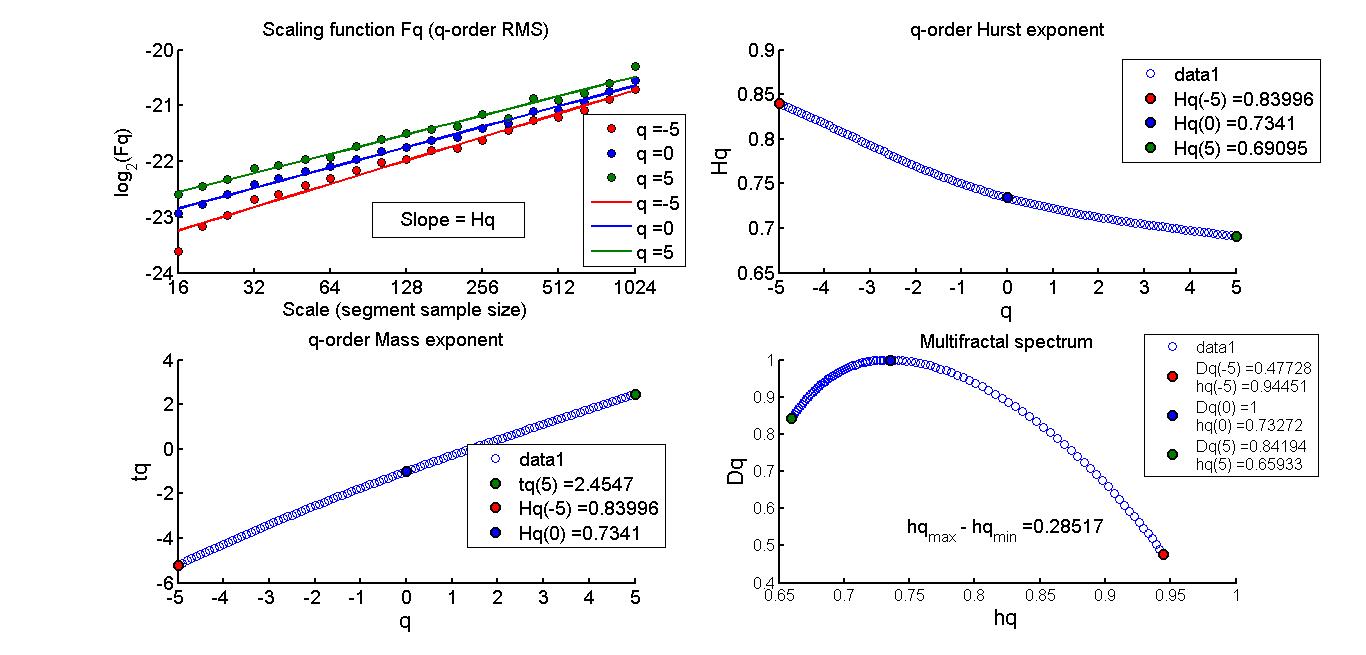 Scaling function Fq (q-order RMS)
-20
-21
-22
-23
-24
log2(Fq)
16 32 64 128 256 512 1024
Scale (segment sample size)
Slope = Hq
q =-5
q =0
q =5
q =-5
q =0
q =5
q-order Hurst exponent
0.9
0.85
0.8
0.75
0.7
0.65
Hq
-5 -4 -3 -2 -1 0 1 2 3 4 5
q
data1
Hq(-5) =0.83996
Hq(0) =0.7341
Hq(5) =0.69095
q-order Mass exponent
4
2
0
-2
-4
-6
tq
-5 -4 -3 -2 -1 0 1 2 3 4 5
q
data1
tq(5) =2.4547
Hq(-5) =0.83996
Hq(0) =0.7341
Multifractal spectrum
1
0.9
0.8
0.7
0.6
0.5
0.4
Dq
0.65 0.7 0.75 0.8 0.85 0.9 0.95 1
hq
hqmax - hqmin =0.28517
data1
Dq(-5) =0.47728
hq(-5) =0.94451
Dq(0) =1
hq(0) =0.73272
Dq(5) =0.84194
hq(5) =0.65933